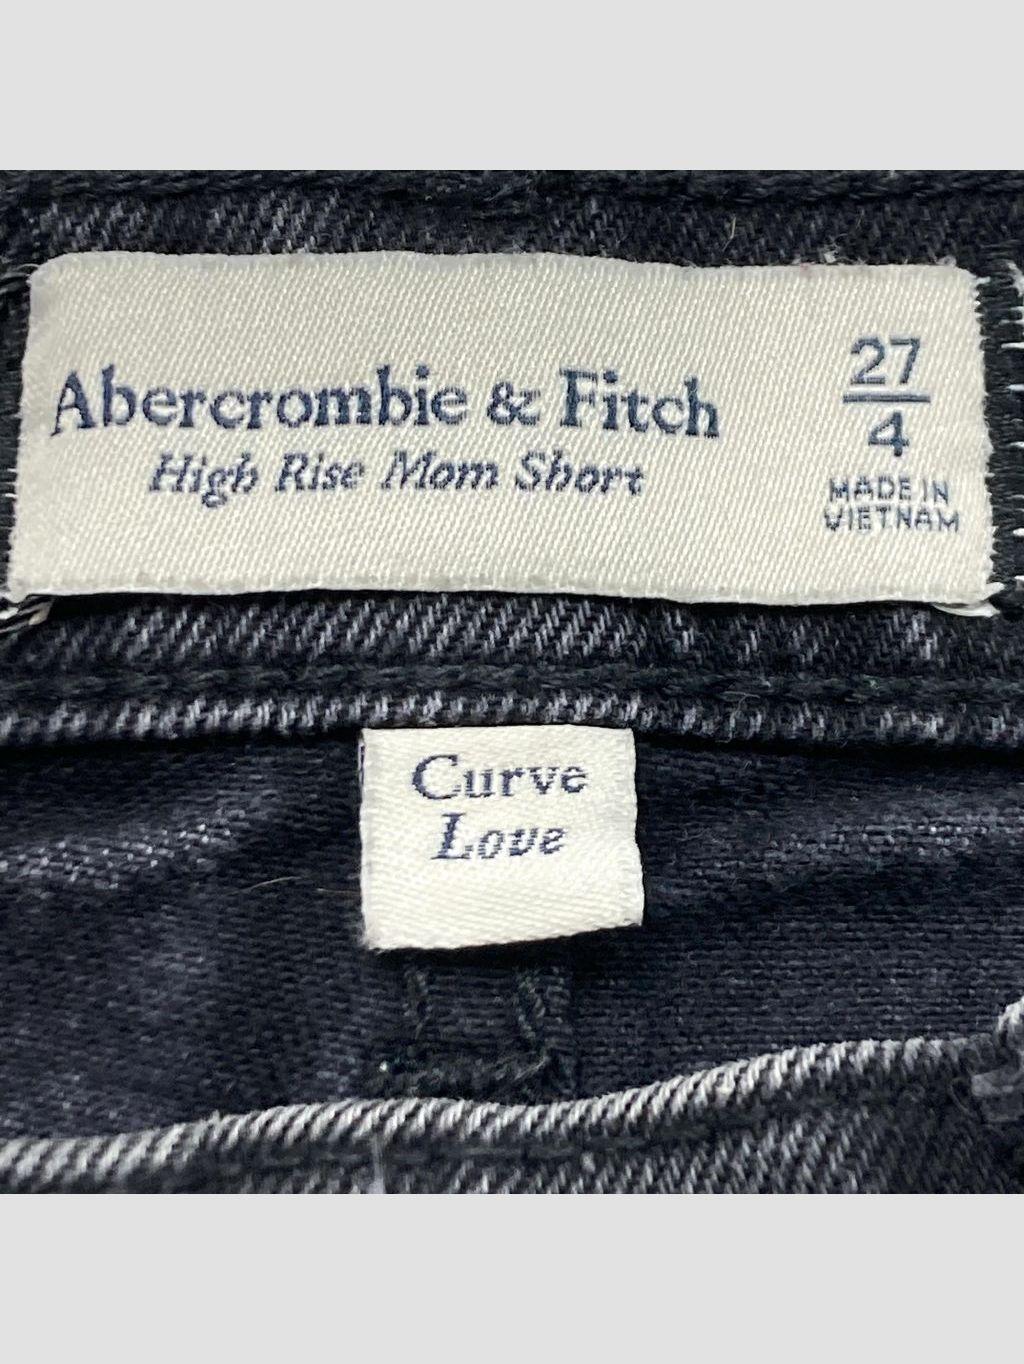 Abercrombie & Fitch
High Rise Mom Short
27
4
MADE IN
VIETNAM
Curve
Love